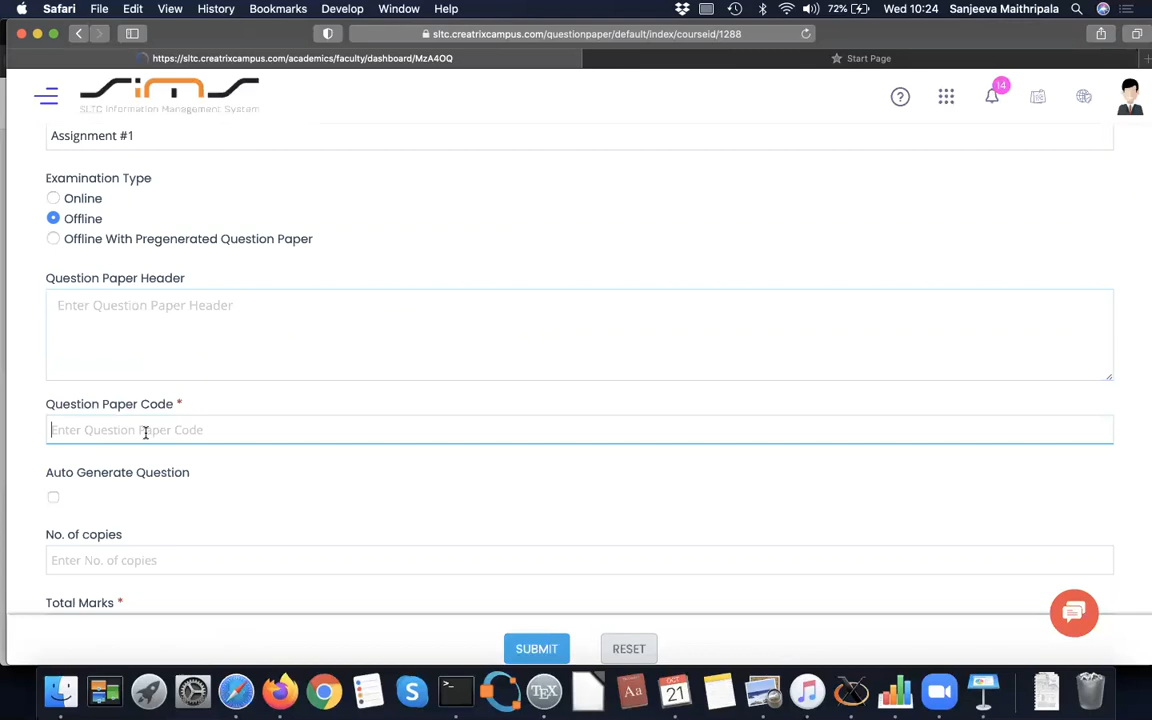 Safari File Edit View History Bookmarks Develop Window Help 72% Wed 10:24 Sanjeeva Maithripala
sltc.creatrixcampus.com/questionpaper/default/index/courseid/1288
https://sltc.creatrixcampus.com/academics/faculty/dashboard/MzA4OQ Start Page
sims
SLTC Information Management System
14
Assignment #1
Examination Type
Online
Offline
Offline With Pregenerated Question Paper
Question Paper Header
Enter Question Paper Header
Question Paper Code *
Enter Question Paper Code
Auto Generate Question
No. of copies
Enter No. of copies
Total Marks *
SUBMIT RESET
OCT
21
Aa
TEX